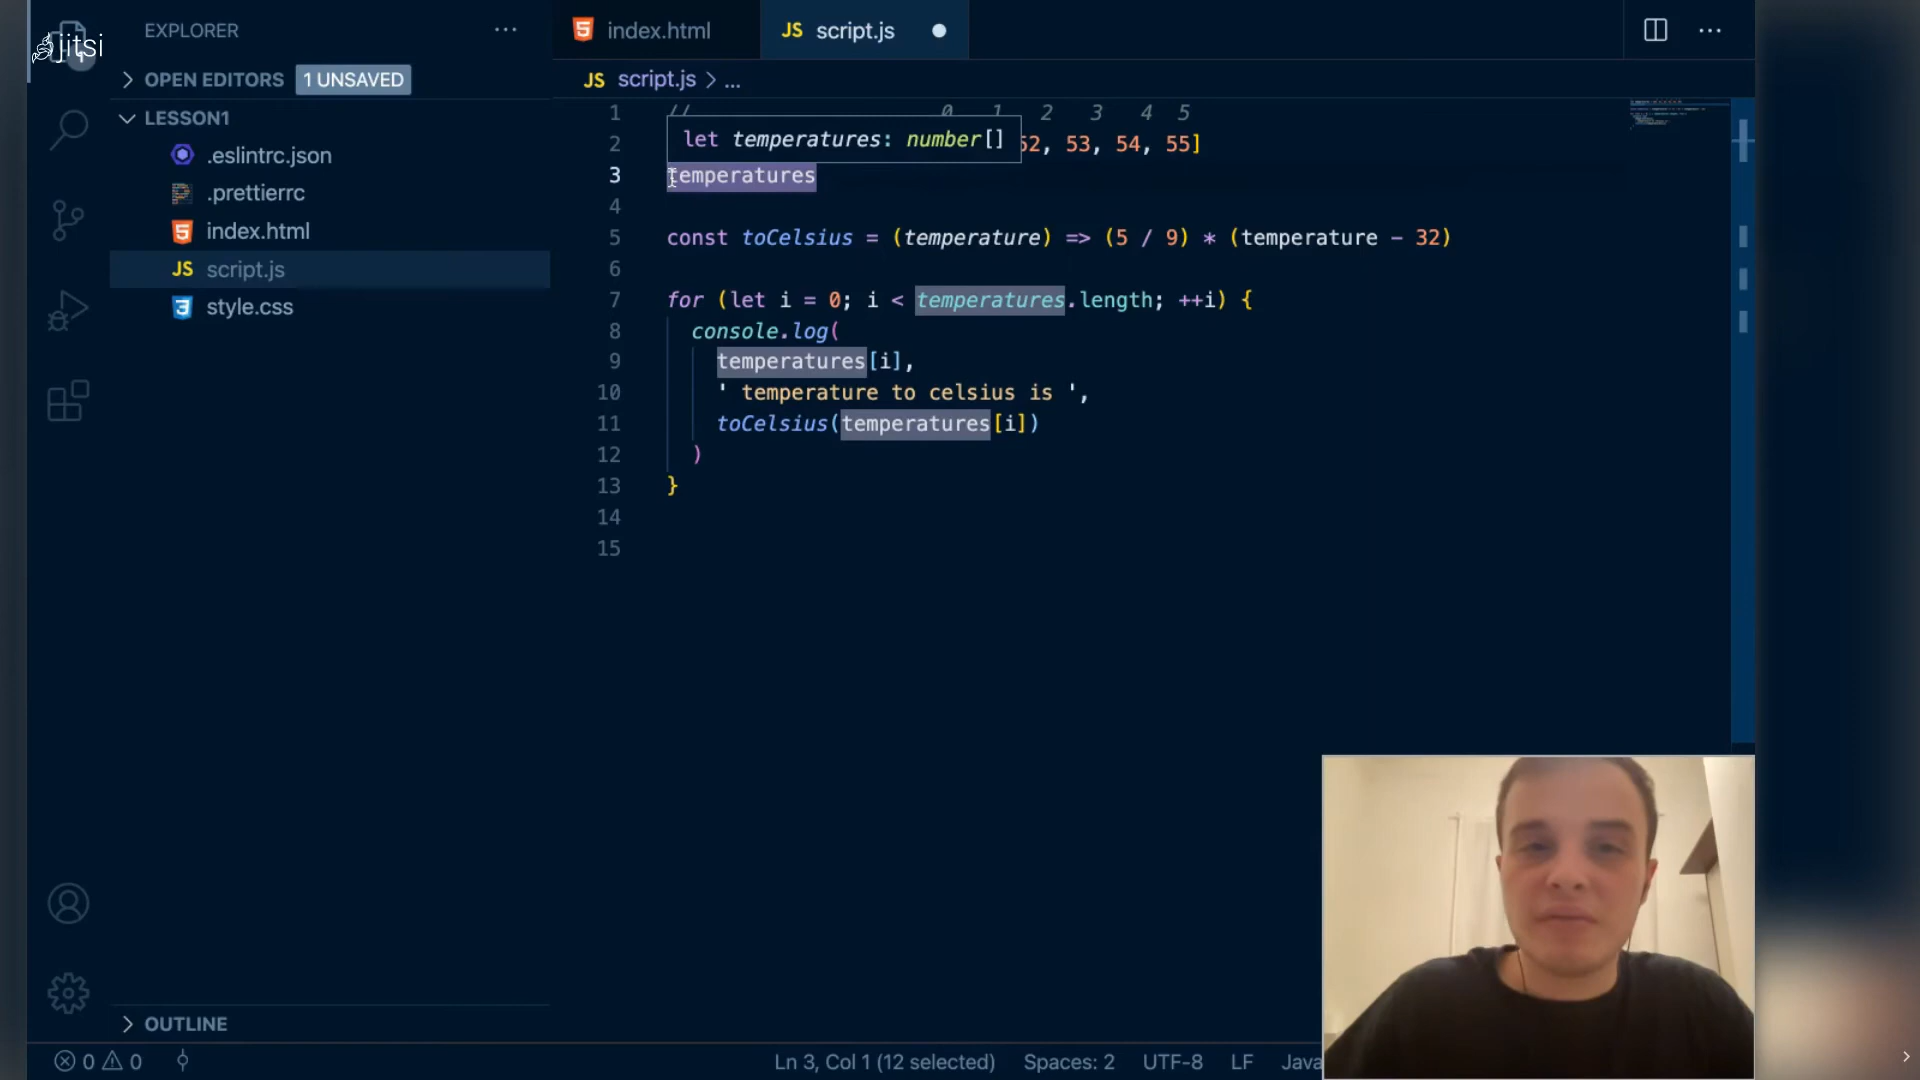 jitsi
EXPLORER
OPEN EDITORS 1 UNSAVED
LESSON1
.eslintrc.json
.prettierrc
index.html
script.js
style.css
OUTLINE
index.html
JS script.js
JS script.js > ...
1 // 0 1 2 3 4 5
let temperatures: number[]
2 52, 53, 54, 55]
3 temperatures
4
5 const toCelsius = (temperature) => (5 / 9) * (temperature - 32)
6
7 for (let i = 0; i < temperatures.length; ++i) {
8 console.log(
9 temperatures[i],
10 ' temperature to celsius is ',
11 toCelsius(temperatures[i])
12 )
13 }
14
15
0 0 Ln 3, Col 1 (12 selected) Spaces: 2 UTF-8 LF Java